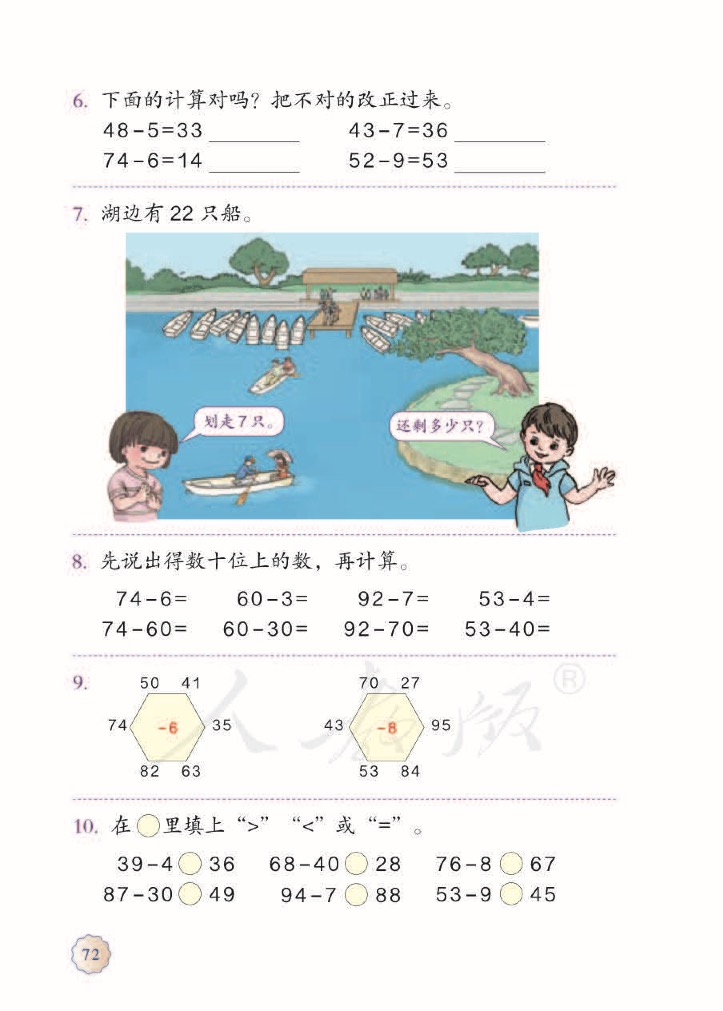 6. 下面的计算对吗？把不对的改正过来。
48-5=33 ________ 43-7=36 ________
74-6=14 ________ 52-9=53 ________
7. 湖边有 22 只船。
划走7只。
还剩多少只？
8. 先说出得数十位上的数，再计算。
74-6= 60-3= 92-7= 53-4=
74-60= 60-30= 92-70= 53-40=
9.
50 41
74 -6 35
82 63
70 27
43 -8 95
53 84
人教版®
10. 在○里填上“>”“<”或“=”。
39-4○36 68-40○28 76-8○67
87-30○49 94-7○88 53-9○45
72